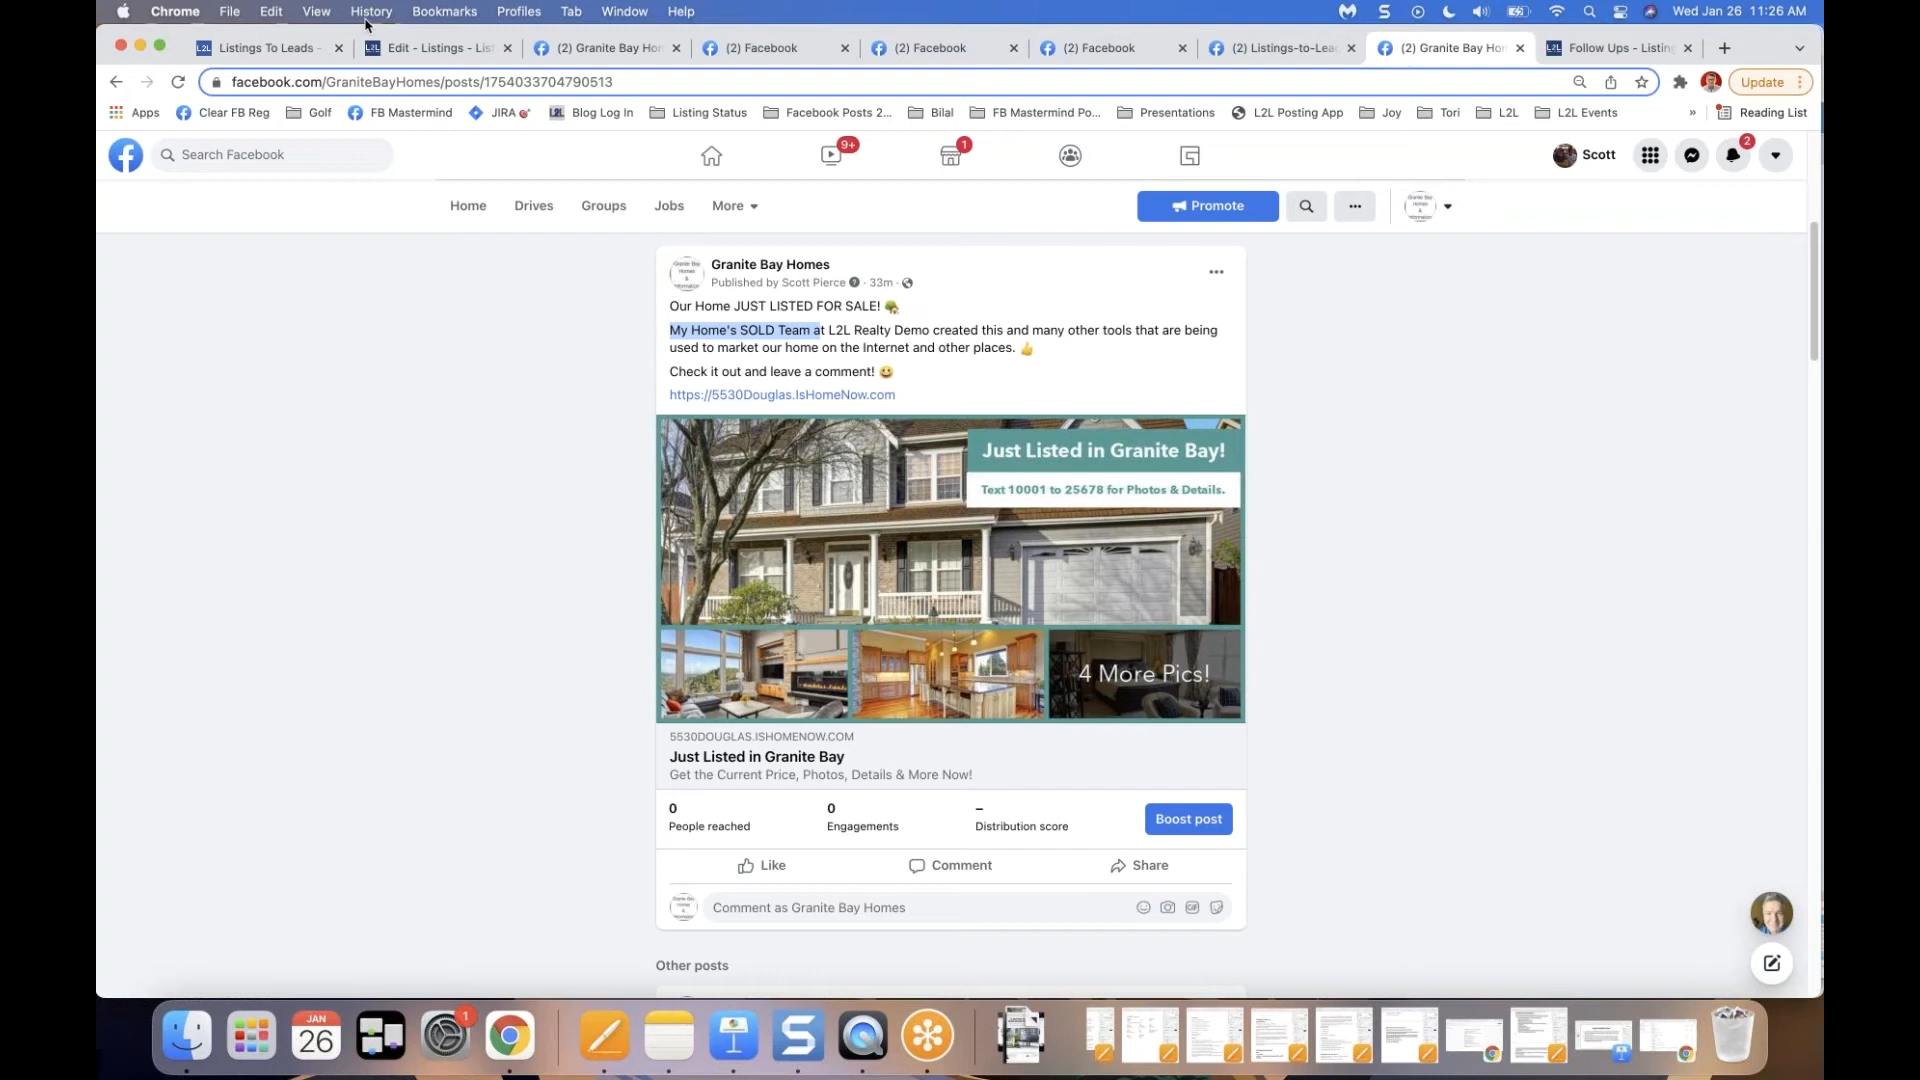 Chrome File Edit View History Bookmarks Profiles Tab Window Help Wed Jan 26 11:26 AM
L2L Listings To Leads - L2L Edit - Listings - List (2) Granite Bay Hom (2) Facebook (2) Facebook (2) Facebook (2) Listings-to-Lea (2) Granite Bay Hom L2L Follow Ups - Listing
facebook.com/GraniteBayHomes/posts/1754033704790513 Update
Apps Clear FB Reg Golf FB Mastermind JIRA L2L Blog Log In Listing Status Facebook Posts 2... Bilal FB Mastermind Po... Presentations L2L Posting App Joy Tori L2L L2L Events » Reading List
Search Facebook 9+ 1 Scott 2
Home Drives Groups Jobs More Promote
Granite Bay Homes
Published by Scott Pierce · 33m ·
Our Home JUST LISTED FOR SALE! 🏡
My Home's SOLD Team at L2L Realty Demo created this and many other tools that are being
used to market our home on the Internet and other places. 👍
Check it out and leave a comment! 😀
https://5530Douglas.IsHomeNow.com
Just Listed in Granite Bay!
Text 10001 to 25678 for Photos & Details.
4 More Pics!
5530DOUGLAS.ISHOMENOW.COM
Just Listed in Granite Bay
Get the Current Price, Photos, Details & More Now!
0 0 –
People reached Engagements Distribution score Boost post
Like Comment Share
Comment as Granite Bay Homes GIF
Other posts
JAN
26 1